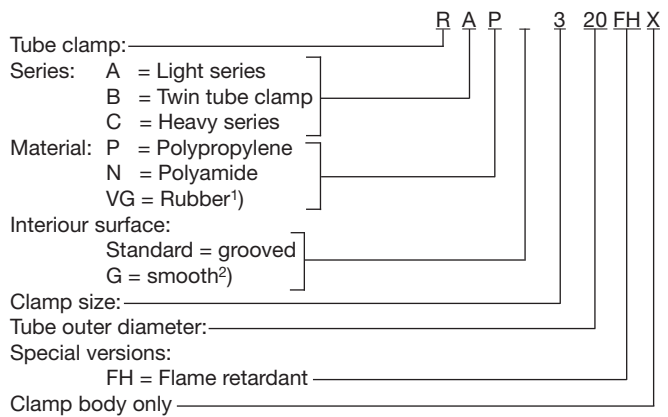 R A P _ 3 20 FH X
Tube clamp:
Series: A = Light series
B = Twin tube clamp
C = Heavy series
Material: P = Polypropylene
N = Polyamide
VG = Rubber¹)
Interiour surface:
Standard = grooved
G = smooth²)
Clamp size:
Tube outer diameter:
Special versions:
FH = Flame retardant
Clamp body only